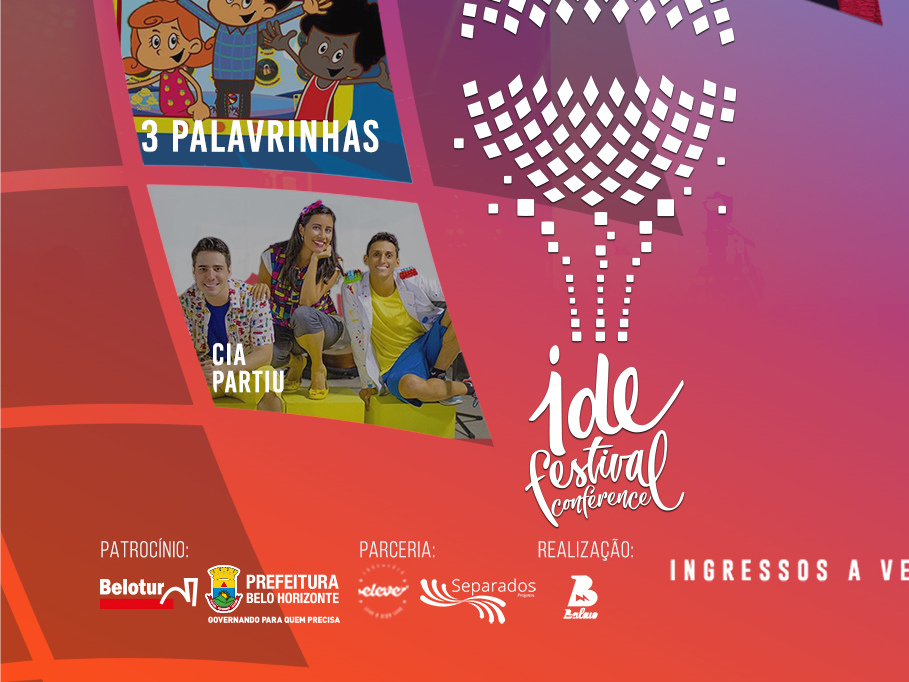 3 PALAVRINHAS
CIA
PARTIU
ide
festival
conference
PATROCÍNIO:
PARCERIA:
REALIZAÇÃO:
Belotur
PREFEITURA
BELO HORIZONTE
GOVERNANDO PARA QUEM PRECISA
eleve
Separados
Projetos
INGRESSOS A VE